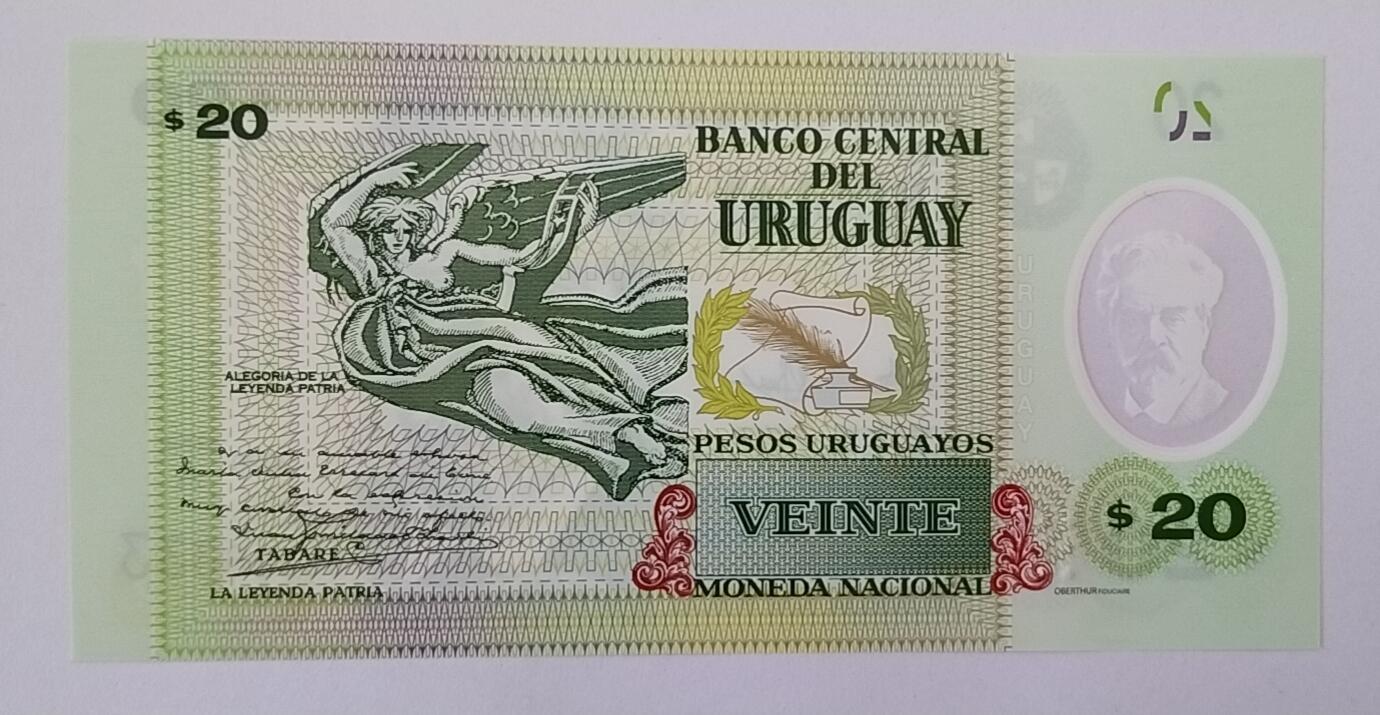 $ 20
BANCO CENTRAL
DEL
URUGUAY
URUGUAY
ALEGORIA DE LA
LEYENDA PATRIA
PESOS URUGUAYOS
VEINTE
$ 20
TABARE
LA LEYENDA PATRIA
MONEDA NACIONAL
OBERTHUR FIDUCIAIRE